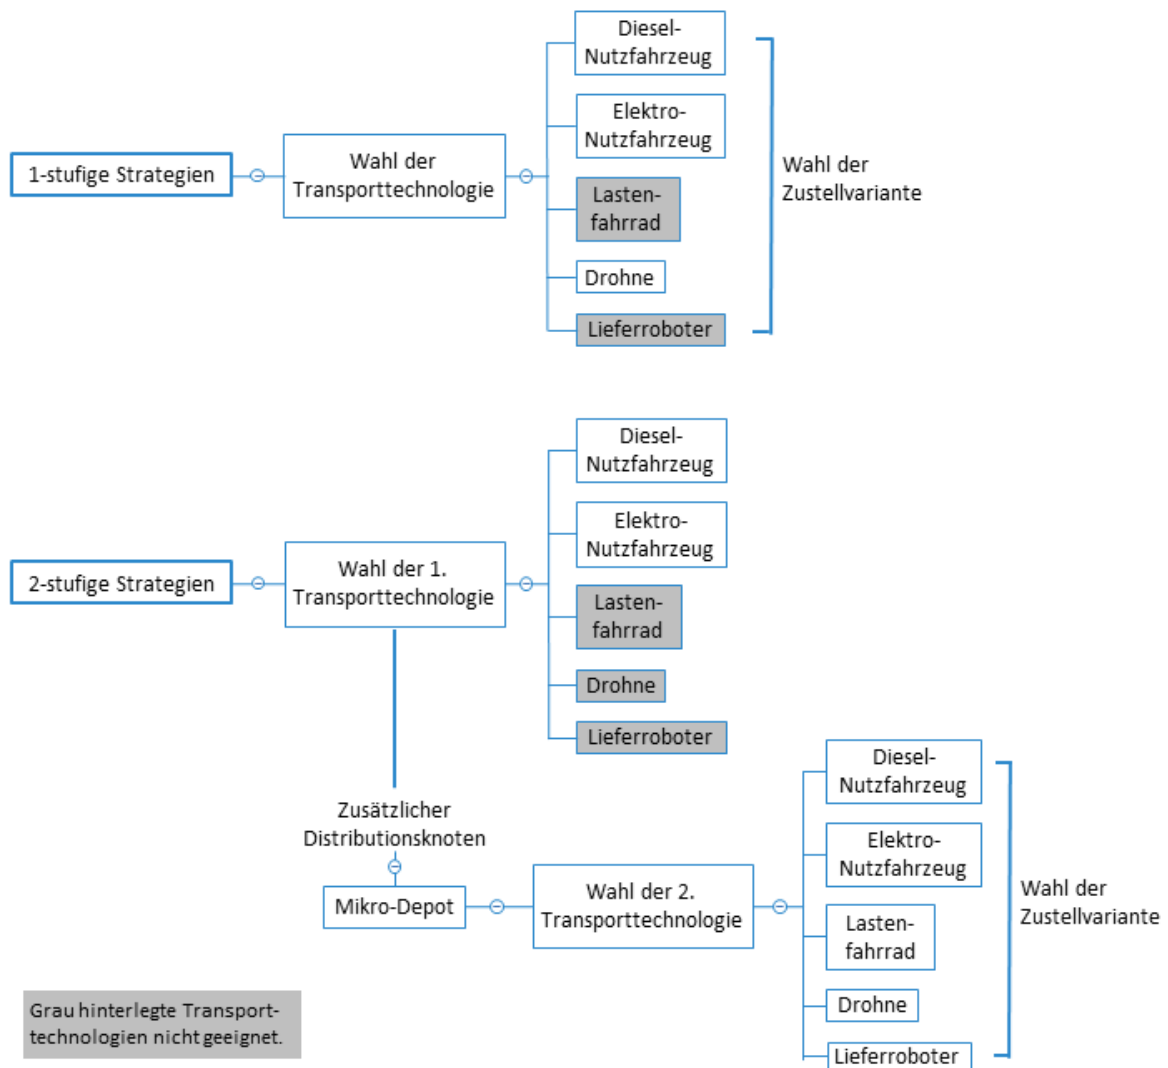 Diesel-
Nutzfahrzeug
Elektro-
Nutzfahrzeug
1-stufige Strategien
Wahl der
Transporttechnologie
Lasten-
fahrrad
Drohne
Lieferroboter
Wahl der
Zustellvariante
Diesel-
Nutzfahrzeug
Elektro-
Nutzfahrzeug
2-stufige Strategien
Wahl der 1.
Transporttechnologie
Lasten-
fahrrad
Drohne
Lieferroboter
Zusätzlicher
Distributionsknoten
Mikro-Depot
Wahl der 2.
Transporttechnologie
Diesel-
Nutzfahrzeug
Elektro-
Nutzfahrzeug
Lasten-
fahrrad
Drohne
Lieferroboter
Wahl der
Zustellvariante
Grau hinterlegte Transport-
technologien nicht geeignet.